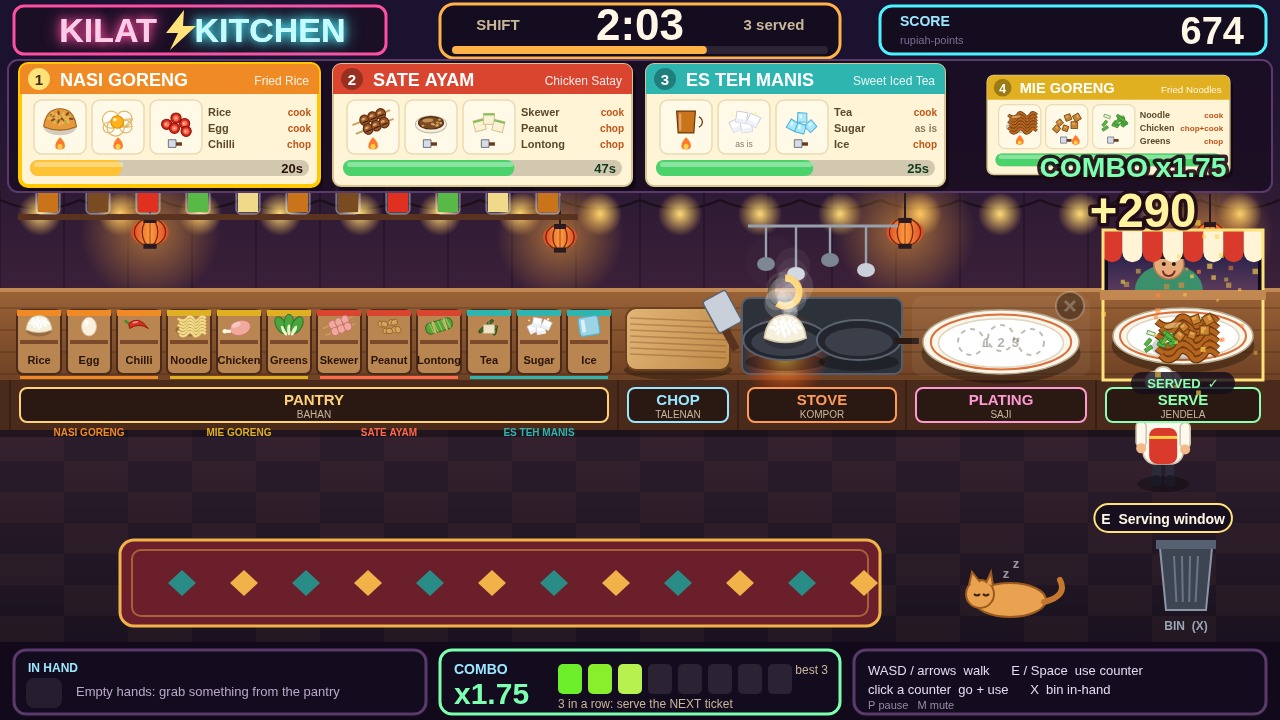 KILAT ⚡ KITCHEN
SHIFT 2:03 3 served
SCORE
rupiah-points
674
1 NASI GORENG Fried Rice
Rice cook
Egg cook
Chilli chop
20s
2 SATE AYAM Chicken Satay
Skewer cook
Peanut chop
Lontong chop
47s
3 ES TEH MANIS Sweet Iced Tea
Tea cook
Sugar as is
Ice chop
as is
25s
4 MIE GORENG Fried Noodles
Noodle cook
Chicken chop+cook
Greens chop
COMBO x1.75
+290
Rice Egg Chilli Noodle Chicken Greens Skewer Peanut Lontong Tea Sugar Ice
1 2 3
SERVED ✓
PANTRY
BAHAN
CHOP
TALENAN
STOVE
KOMPOR
PLATING
SAJI
SERVE
JENDELA
NASI GORENG MIE GORENG SATE AYAM ES TEH MANIS
E Serving window
z
z
BIN (X)
IN HAND
Empty hands: grab something from the pantry
COMBO
x1.75
best 3
3 in a row: serve the NEXT ticket
WASD / arrows walk E / Space use counter
click a counter go + use X bin in-hand
P pause M mute